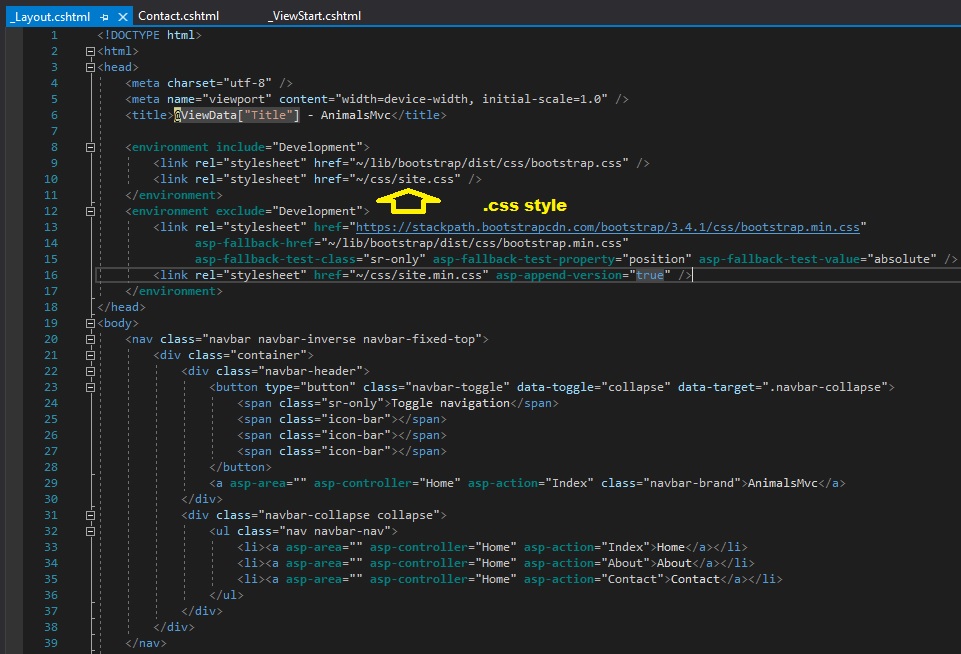 _Layout.cshtml Contact.cshtml _ViewStart.cshtml
1 <!DOCTYPE html>
2 <html>
3 <head>
4 <meta charset="utf-8" />
5 <meta name="viewport" content="width=device-width, initial-scale=1.0" />
6 <title>@ViewData["Title"] - AnimalsMvc</title>
7
8 <environment include="Development">
9 <link rel="stylesheet" href="~/lib/bootstrap/dist/css/bootstrap.css" />
10 <link rel="stylesheet" href="~/css/site.css" />
11 </environment>
.css style
12 <environment exclude="Development">
13 <link rel="stylesheet" href="https://stackpath.bootstrapcdn.com/bootstrap/3.4.1/css/bootstrap.min.css"
14 asp-fallback-href="~/lib/bootstrap/dist/css/bootstrap.min.css"
15 asp-fallback-test-class="sr-only" asp-fallback-test-property="position" asp-fallback-test-value="absolute" />
16 <link rel="stylesheet" href="~/css/site.min.css" asp-append-version="true" />
17 </environment>
18 </head>
19 <body>
20 <nav class="navbar navbar-inverse navbar-fixed-top">
21 <div class="container">
22 <div class="navbar-header">
23 <button type="button" class="navbar-toggle" data-toggle="collapse" data-target=".navbar-collapse">
24 <span class="sr-only">Toggle navigation</span>
25 <span class="icon-bar"></span>
26 <span class="icon-bar"></span>
27 <span class="icon-bar"></span>
28 </button>
29 <a asp-area="" asp-controller="Home" asp-action="Index" class="navbar-brand">AnimalsMvc</a>
30 </div>
31 <div class="navbar-collapse collapse">
32 <ul class="nav navbar-nav">
33 <li><a asp-area="" asp-controller="Home" asp-action="Index">Home</a></li>
34 <li><a asp-area="" asp-controller="Home" asp-action="About">About</a></li>
35 <li><a asp-area="" asp-controller="Home" asp-action="Contact">Contact</a></li>
36 </ul>
37 </div>
38 </div>
39 </nav>